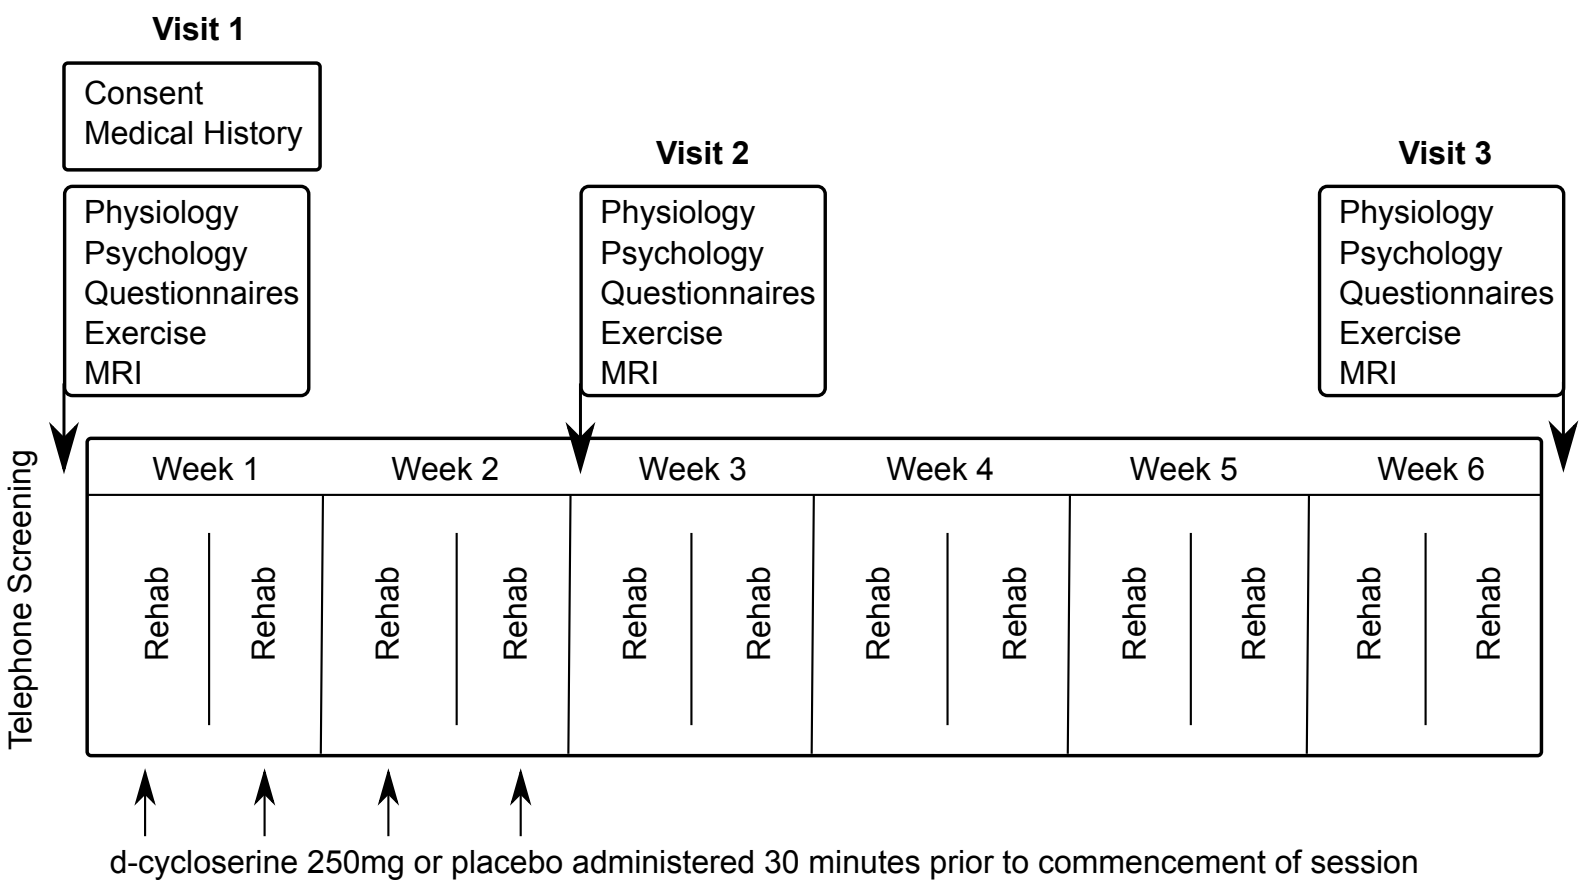 Visit 1
Consent
Medical History
Physiology
Psychology
Questionnaires
Exercise
MRI
Visit 2
Physiology
Psychology
Questionnaires
Exercise
MRI
Visit 3
Physiology
Psychology
Questionnaires
Exercise
MRI
Telephone Screening
Week 1
Week 2
Week 3
Week 4
Week 5
Week 6
Rehab
Rehab
Rehab
Rehab
Rehab
Rehab
Rehab
Rehab
Rehab
Rehab
Rehab
Rehab
d-cycloserine 250mg or placebo administered 30 minutes prior to commencement of session